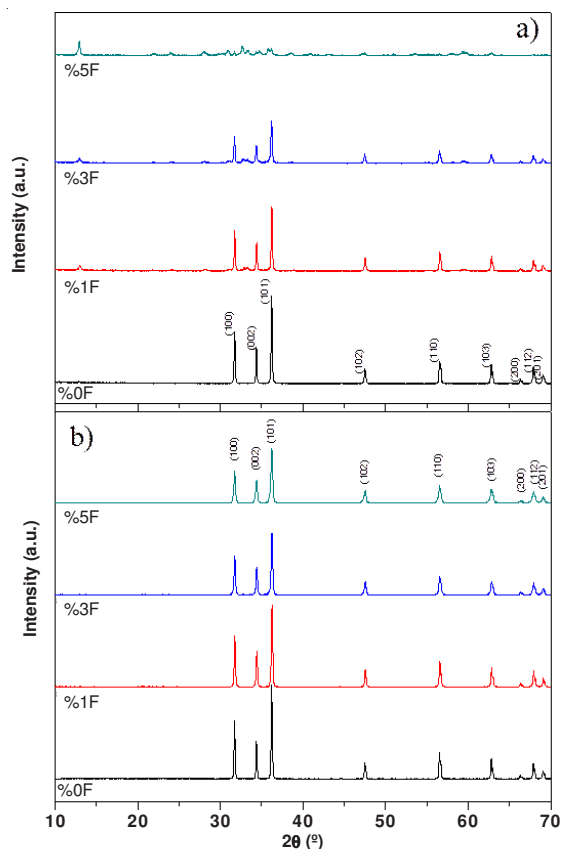 a)
%5F
%3F
%1F
(100)
(002)
(101)
(102)
(110)
(103)
(200)
(112)
(201)
%0F
Intensity (a.u.)
b)
(100)
(002)
(101)
(102)
(110)
(103)
(200)
(112)
(201)
%5F
%3F
%1F
%0F
Intensity (a.u.)
10 20 30 40 50 60 70
2θ (º)